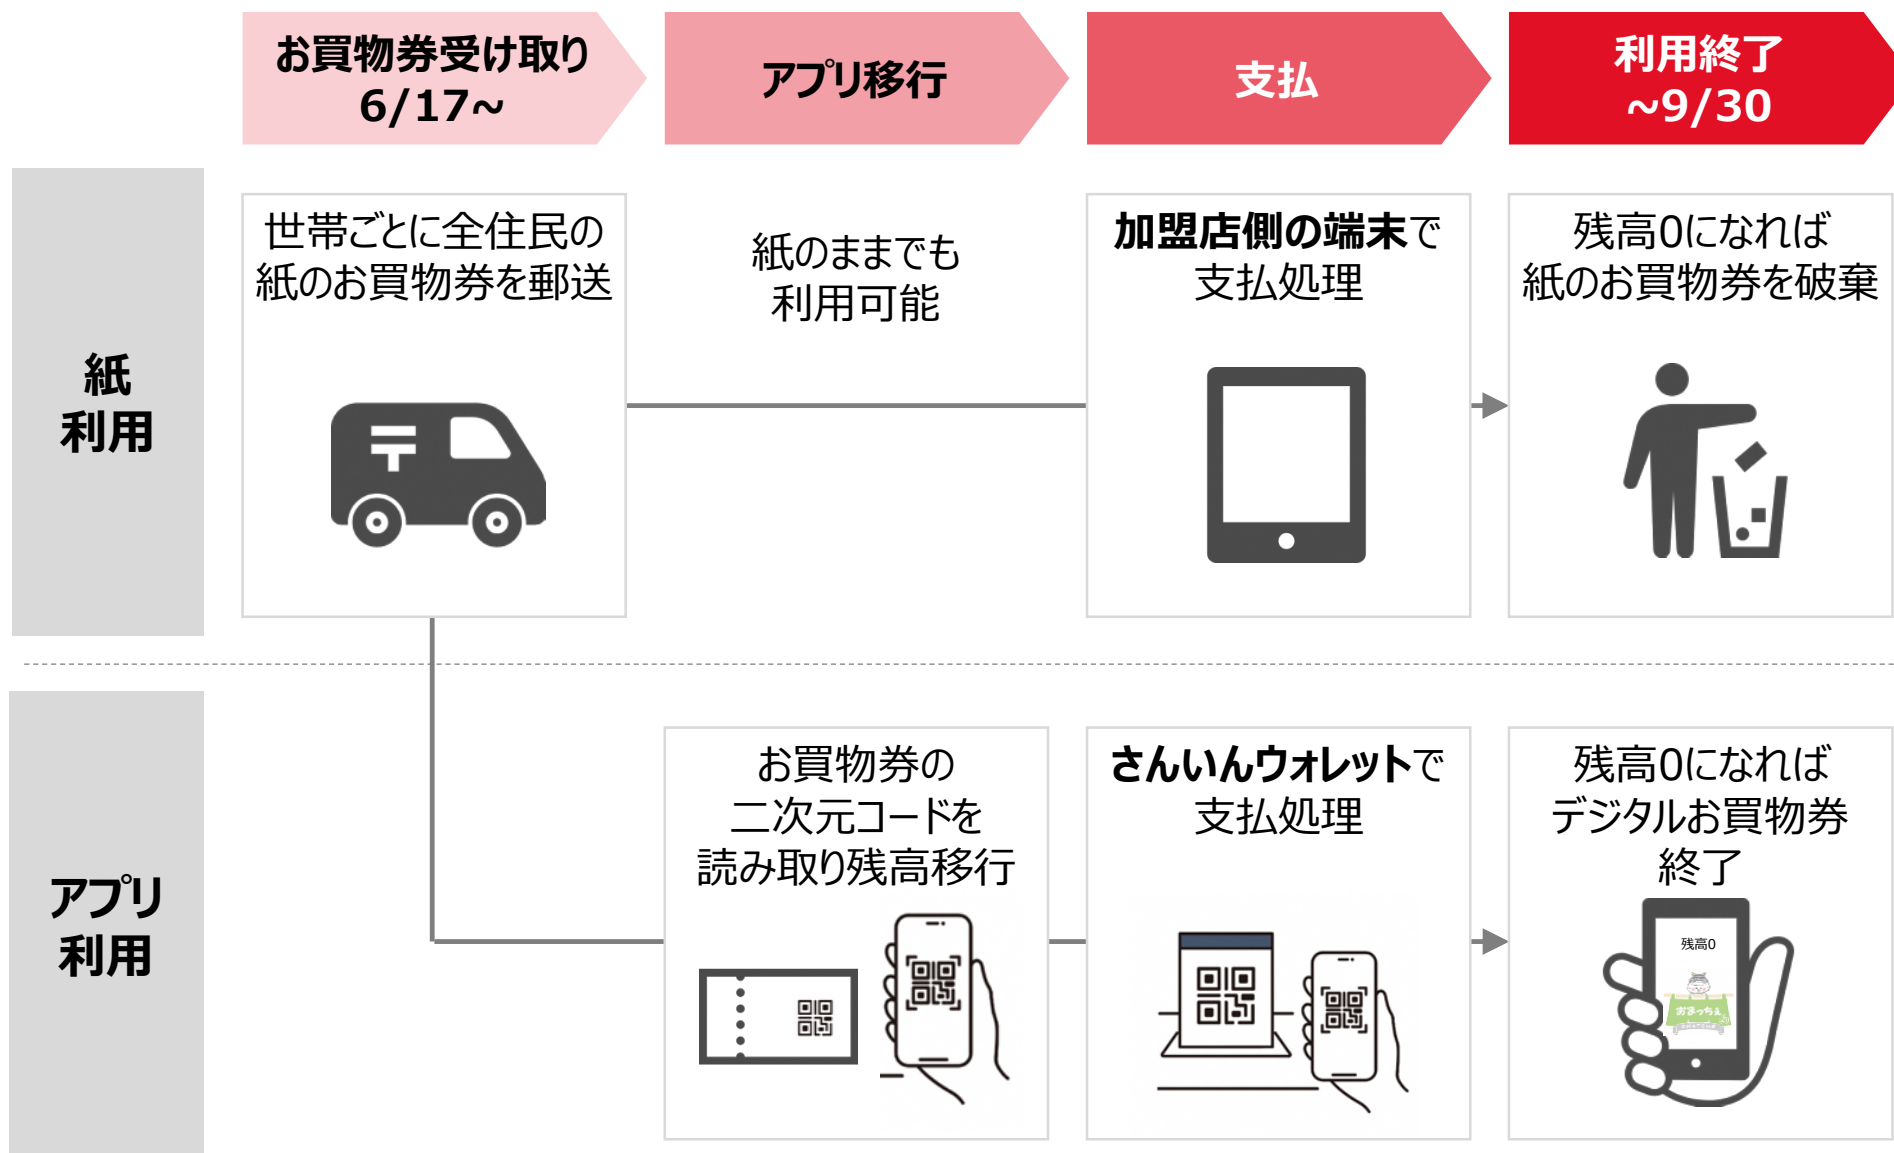 お買物券受け取り
6/17~
アプリ移行
支払
利用終了
~9/30
紙
利用
世帯ごとに全住民の
紙のお買物券を郵送
紙のままでも
利用可能
加盟店側の端末で
支払処理
残高0になれば
紙のお買物券を破棄
アプリ
利用
お買物券の
二次元コードを
読み取り残高移行
さんいんウォレットで
支払処理
残高0になれば
デジタルお買物券
終了
残高0
おまっちぇ